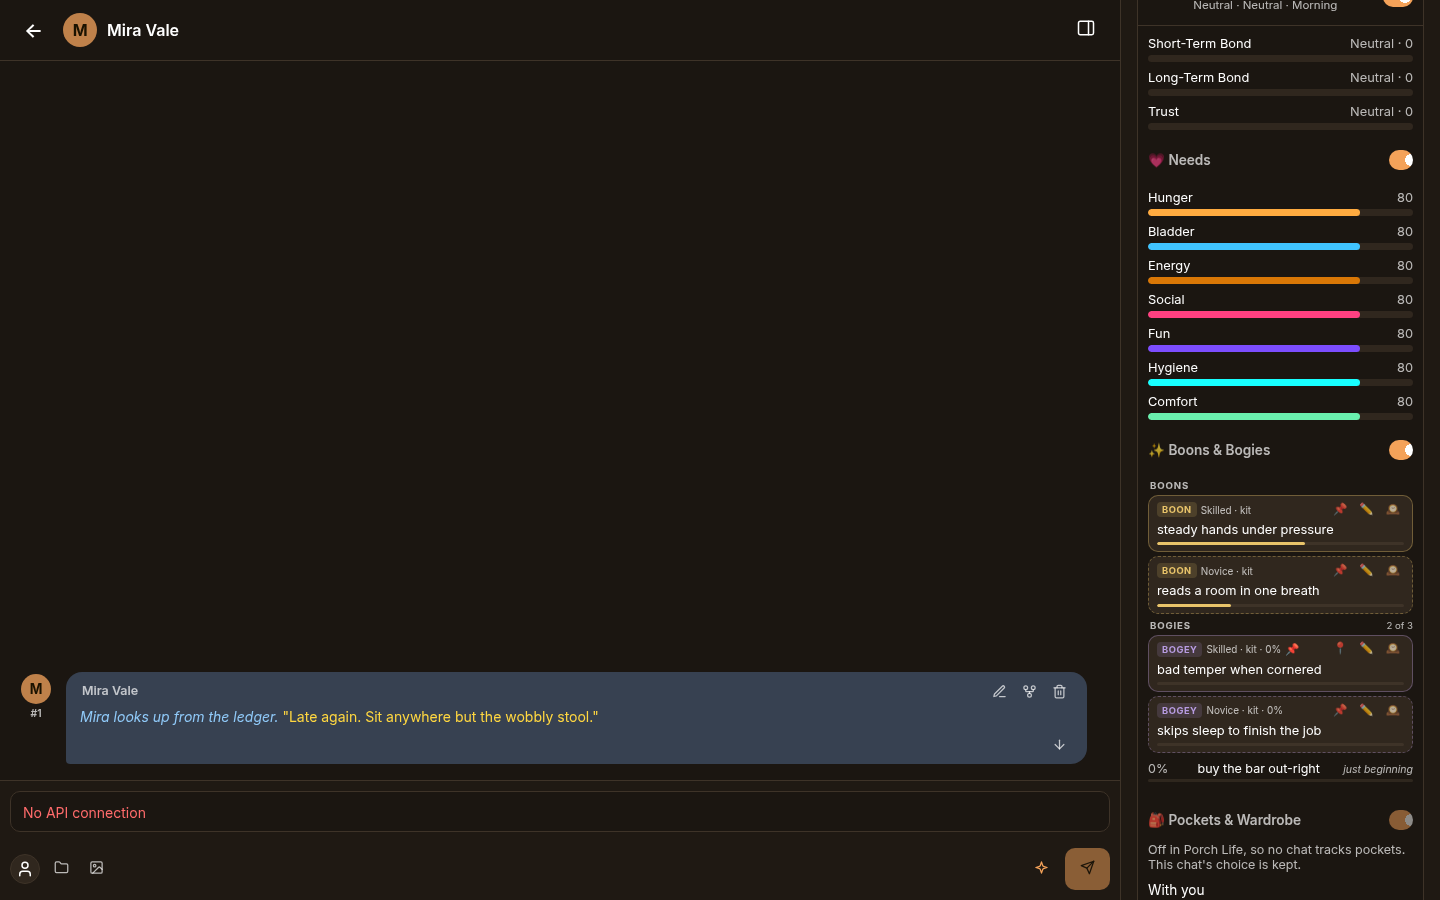 M
Mira Vale
Neutral · Neutral · Morning
Short-Term Bond Neutral · 0
Long-Term Bond Neutral · 0
Trust Neutral · 0
Needs
Hunger 80
Bladder 80
Energy 80
Social 80
Fun 80
Hygiene 80
Comfort 80
Boons & Bogies
BOONS
BOON Skilled · kit
steady hands under pressure
BOON Novice · kit
reads a room in one breath
BOGIES 2 of 3
BOGEY Skilled · kit · 0%
bad temper when cornered
BOGEY Novice · kit · 0%
skips sleep to finish the job
0% buy the bar out-right just beginning
Pockets & Wardrobe
Off in Porch Life, so no chat tracks pockets.
This chat's choice is kept.
With you
M
#1
Mira Vale
Mira looks up from the ledger. "Late again. Sit anywhere but the wobbly stool."
No API connection